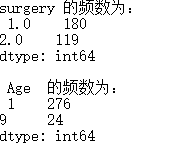 surgery 的频数为:
1.0 180
2.0 119
dtype: int64
Age 的频数为:
1 276
9 24
dtype: int64